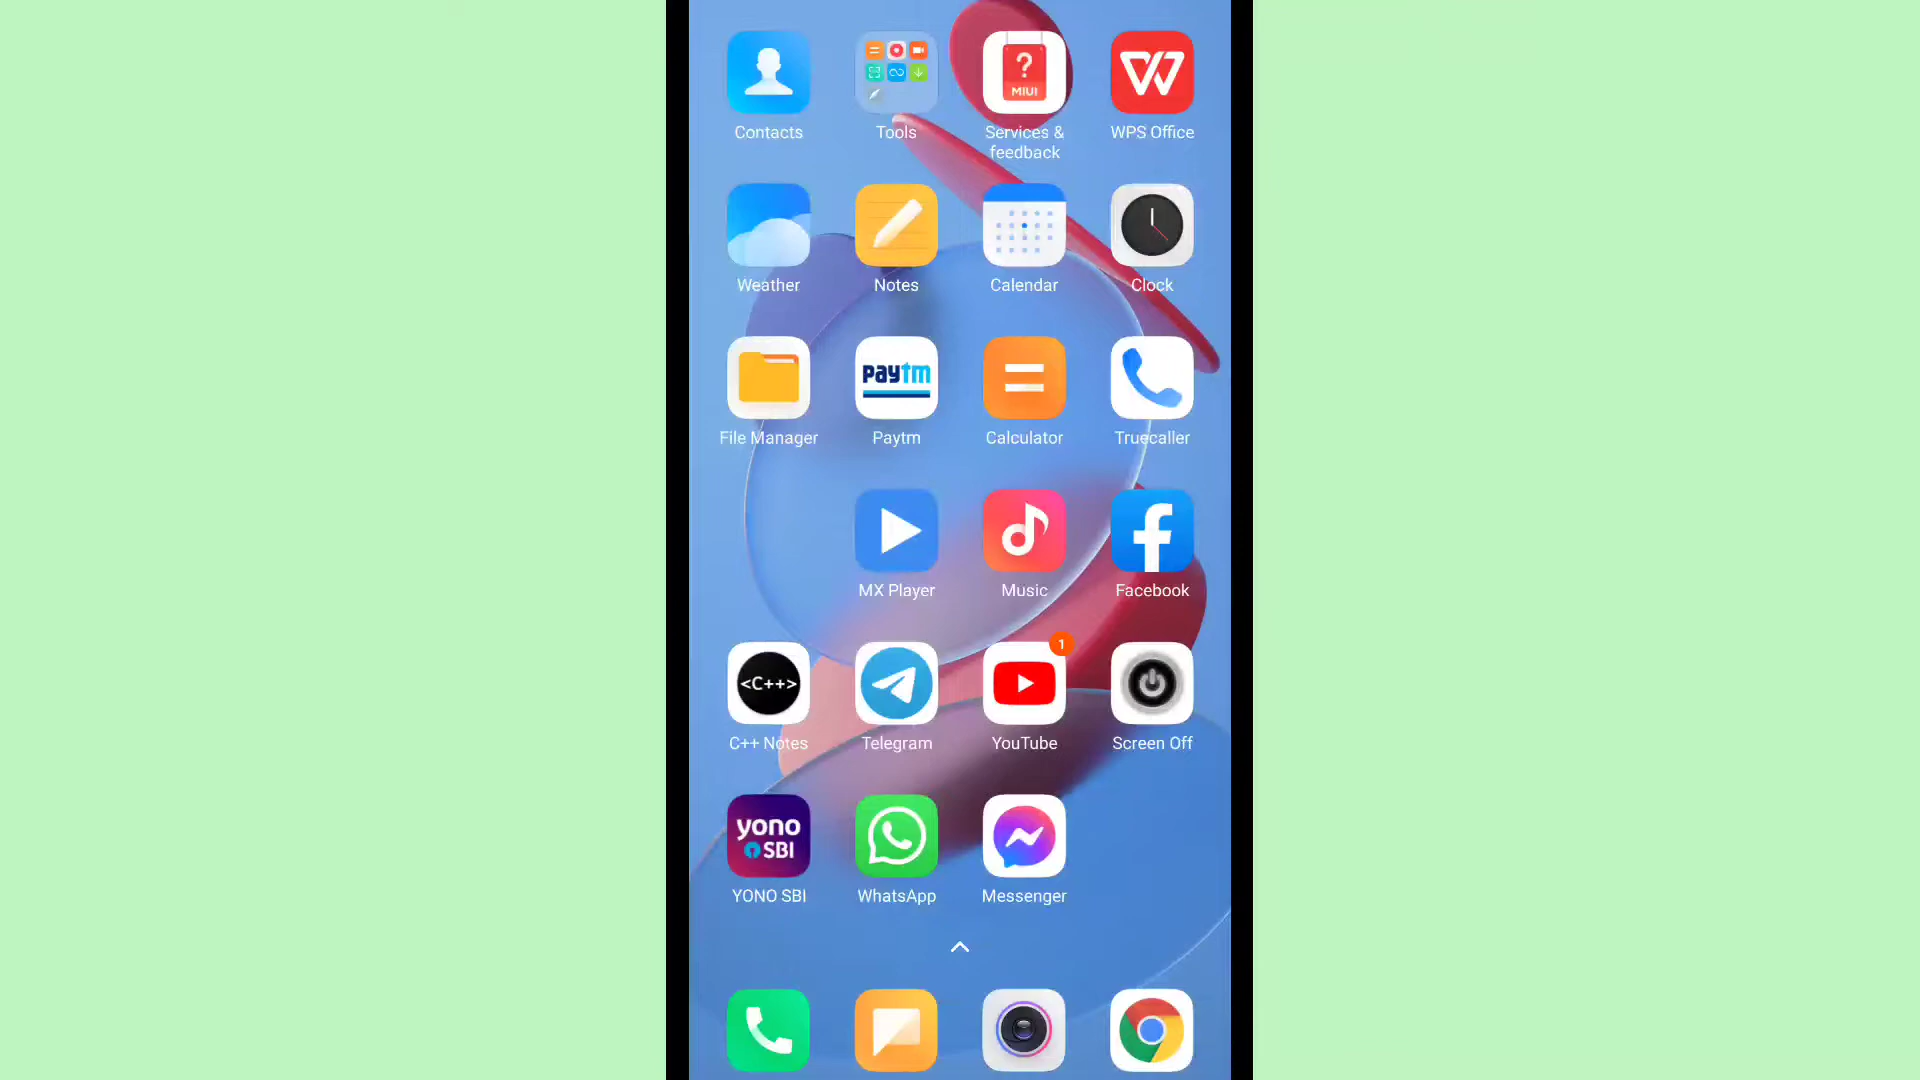 ?
MIUI
Contacts
Tools
Services &
feedback
WPS Office
Weather
Notes
Calendar
Clock
paytm
File Manager
Paytm
Calculator
Truecaller
MX Player
Music
Facebook
1
<C++>
C++ Notes
Telegram
YouTube
Screen Off
yono
SBI
YONO SBI
WhatsApp
Messenger